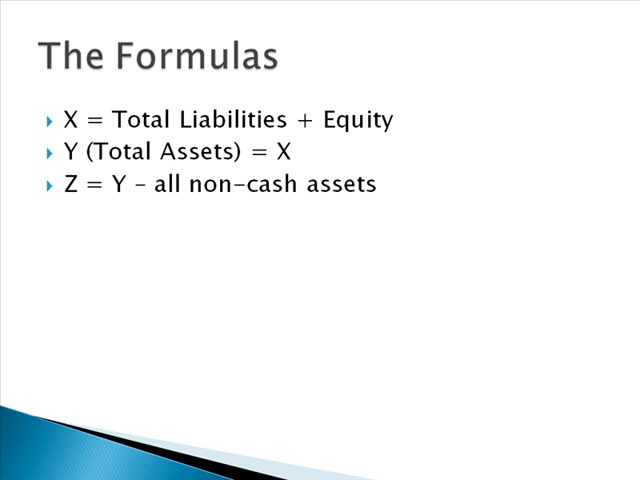 The Formulas
X = Total Liabilities + Equity
Y (Total Assets) = X
Z = Y – all non-cash assets